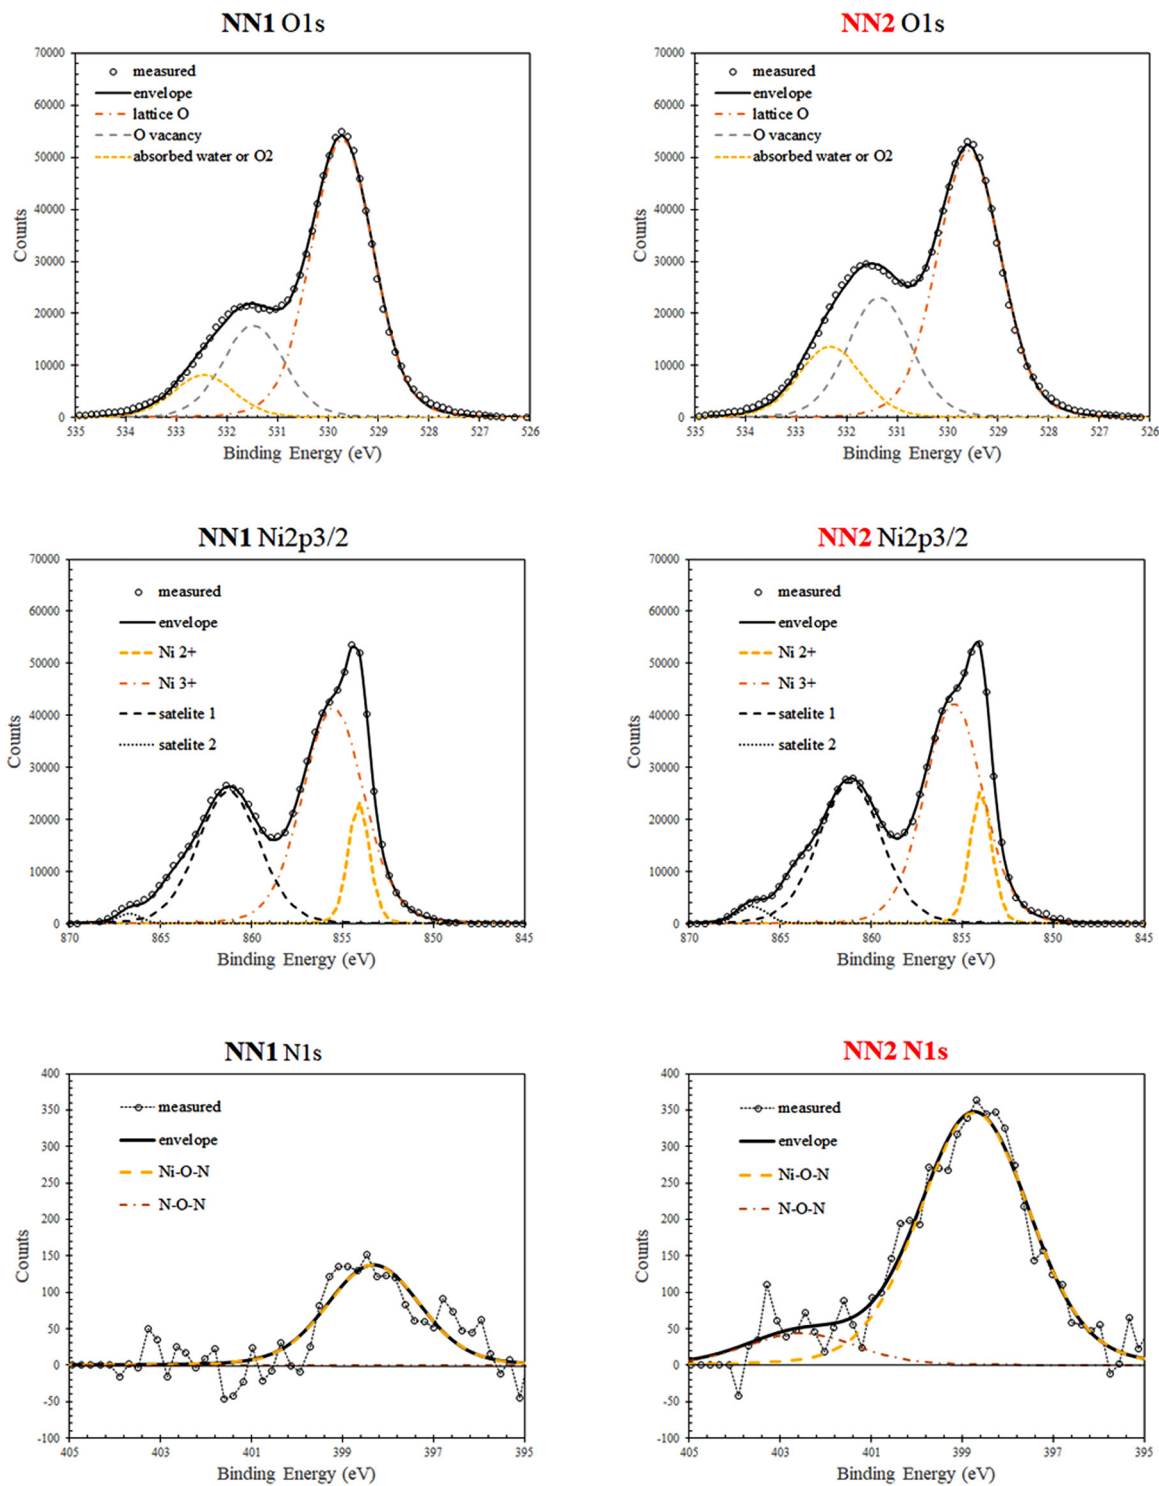 NN1 O1s
70000
60000
50000
40000
30000
20000
10000
0
measured
envelope
lattice O
O vacancy
absorbed water or O2
Counts
535 534 533 532 531 530 529 528 527 526
Binding Energy (eV)
NN2 O1s
70000
60000
50000
40000
30000
20000
10000
0
measured
envelope
lattice O
O vacancy
absorbed water or O2
Counts
535 534 533 532 531 530 529 528 527 526
Binding Energy (eV)
NN1 Ni2p3/2
70000
60000
50000
40000
30000
20000
10000
0
measured
envelope
Ni 2+
Ni 3+
satelite 1
satelite 2
Counts
870 865 860 855 850 845
Binding Energy (eV)
NN2 Ni2p3/2
70000
60000
50000
40000
30000
20000
10000
0
measured
envelope
Ni 2+
Ni 3+
satelite 1
satelite 2
Counts
870 865 860 855 850 845
Binding Energy (eV)
NN1 N1s
400
350
300
250
200
150
100
50
0
-50
-100
measured
envelope
Ni-O-N
N-O-N
Counts
405 403 401 399 397 395
Binding Energy (eV)
NN2 N1s
400
350
300
250
200
150
100
50
0
-50
-100
measured
envelope
Ni-O-N
N-O-N
Counts
405 403 401 399 397 395
Binding Energy (eV)